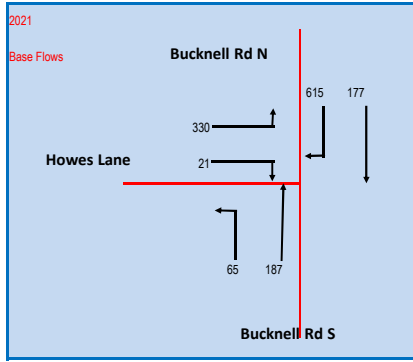 2021
Base Flows
Bucknell Rd N
615 177
330
Howes Lane
21
65 187
Bucknell Rd S